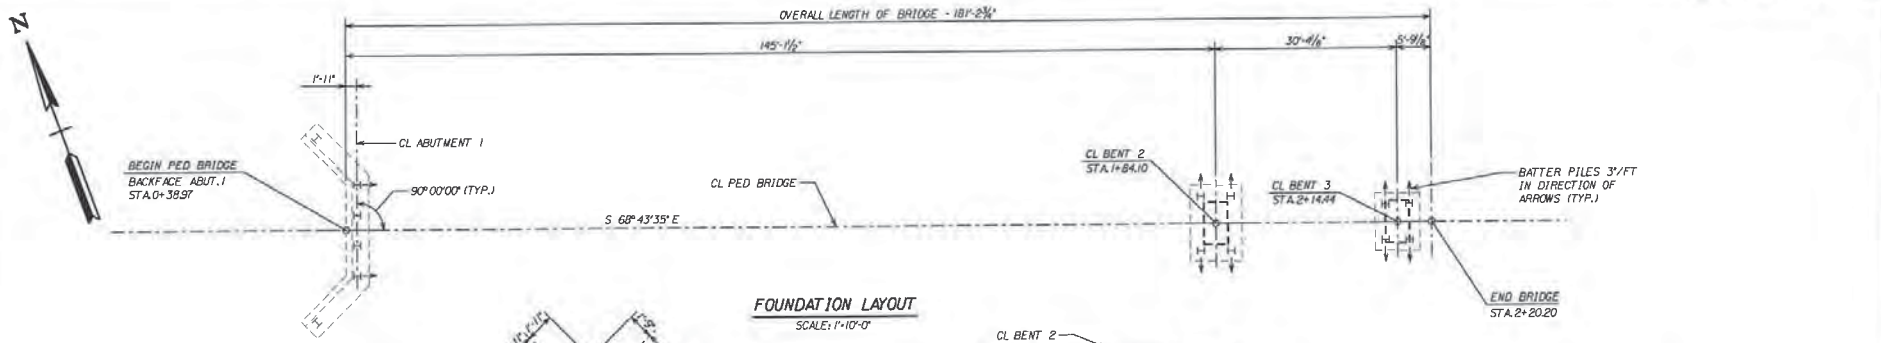 N
OVERALL LENGTH OF BRIDGE - 181'-2¾"
145'-1½"
30'-4⅛"
5'-9⅛"
1'-11"
CL ABUTMENT 1
BEGIN PED BRIDGE
BACKFACE ABUT. 1
STA. 0+38.97
90°00'00" (TYP.)
CL PED BRIDGE
S 68°43'35" E
CL BENT 2
STA. 1+84.10
CL BENT 3
STA. 2+14.44
BATTER PILES 3"/FT
IN DIRECTION OF
ARROWS (TYP.)
END BRIDGE
STA. 2+20.20
FOUNDATION LAYOUT
SCALE: 1"=10'-0"
CL BENT 2